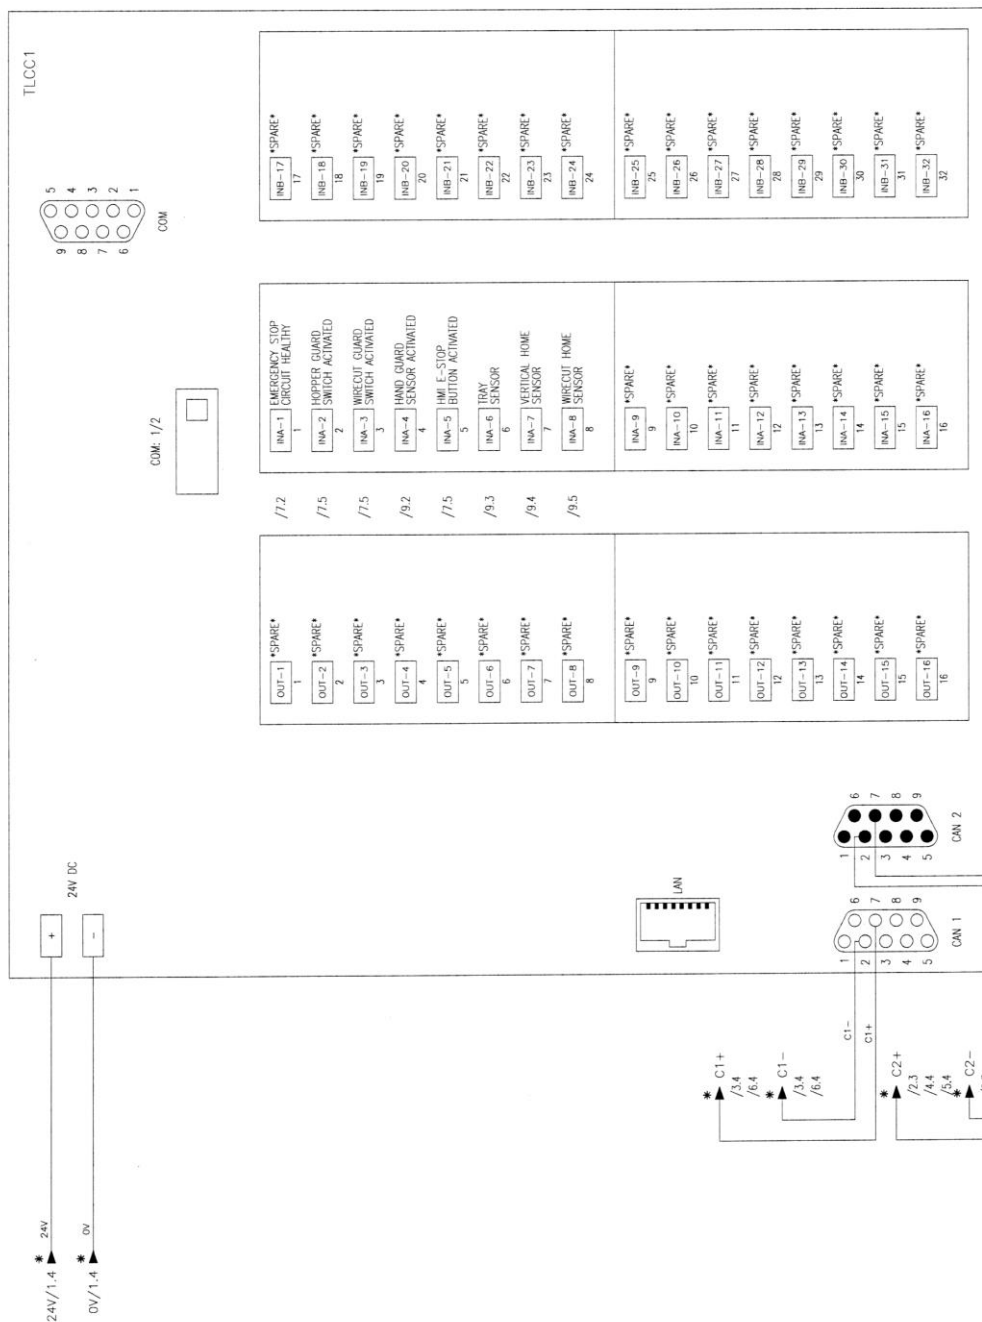 TLCC1
5
4
3
2
1
9
8
7
6
COM
COM: 1/2
INB-17 *SPARE*
17
INB-18 *SPARE*
18
INB-19 *SPARE*
19
INB-20 *SPARE*
20
INB-21 *SPARE*
21
INB-22 *SPARE*
22
INB-23 *SPARE*
23
INB-24 *SPARE*
24
INB-25 *SPARE*
25
INB-26 *SPARE*
26
INB-27 *SPARE*
27
INB-28 *SPARE*
28
INB-29 *SPARE*
29
INB-30 *SPARE*
30
INB-31 *SPARE*
31
INB-32 *SPARE*
32
/7.2
INA-1 EMERGENCY STOP
CIRCUIT HEALTHY
1
/7.5
INA-2 HOPPER GUARD
SWITCH ACTIVATED
2
/7.5
INA-3 WIRECUT GUARD
SWITCH ACTIVATED
3
/9.2
INA-4 HAND GUARD
SENSOR ACTIVATED
4
/7.5
INA-5 HMI E-STOP
BUTTON ACTIVATED
5
/9.3
INA-6 TRAY
SENSOR
6
/9.4
INA-7 VERTICAL HOME
SENSOR
7
/9.5
INA-8 WIRECUT HOME
SENSOR
8
INA-9 *SPARE*
9
INA-10 *SPARE*
10
INA-11 *SPARE*
11
INA-12 *SPARE*
12
INA-13 *SPARE*
13
INA-14 *SPARE*
14
INA-15 *SPARE*
15
INA-16 *SPARE*
16
OUT-1 *SPARE*
1
OUT-2 *SPARE*
2
OUT-3 *SPARE*
3
OUT-4 *SPARE*
4
OUT-5 *SPARE*
5
OUT-6 *SPARE*
6
OUT-7 *SPARE*
7
OUT-8 *SPARE*
8
OUT-9 *SPARE*
9
OUT-10 *SPARE*
10
OUT-11 *SPARE*
11
OUT-12 *SPARE*
12
OUT-13 *SPARE*
13
OUT-14 *SPARE*
14
OUT-15 *SPARE*
15
OUT-16 *SPARE*
16
24V DC
+
-
LAN
6
7
8
9
1
2
3
4
5
CAN 2
6
7
8
9
1
2
3
4
5
CAN 1
C1-
C1+
* C1+
/3.4
/6.4
* C1-
/3.4
/6.4
* C2+
/2.3
/4.4
/5.4
* C2-
* 24V
24V/1.4
* 0V
0V/1.4